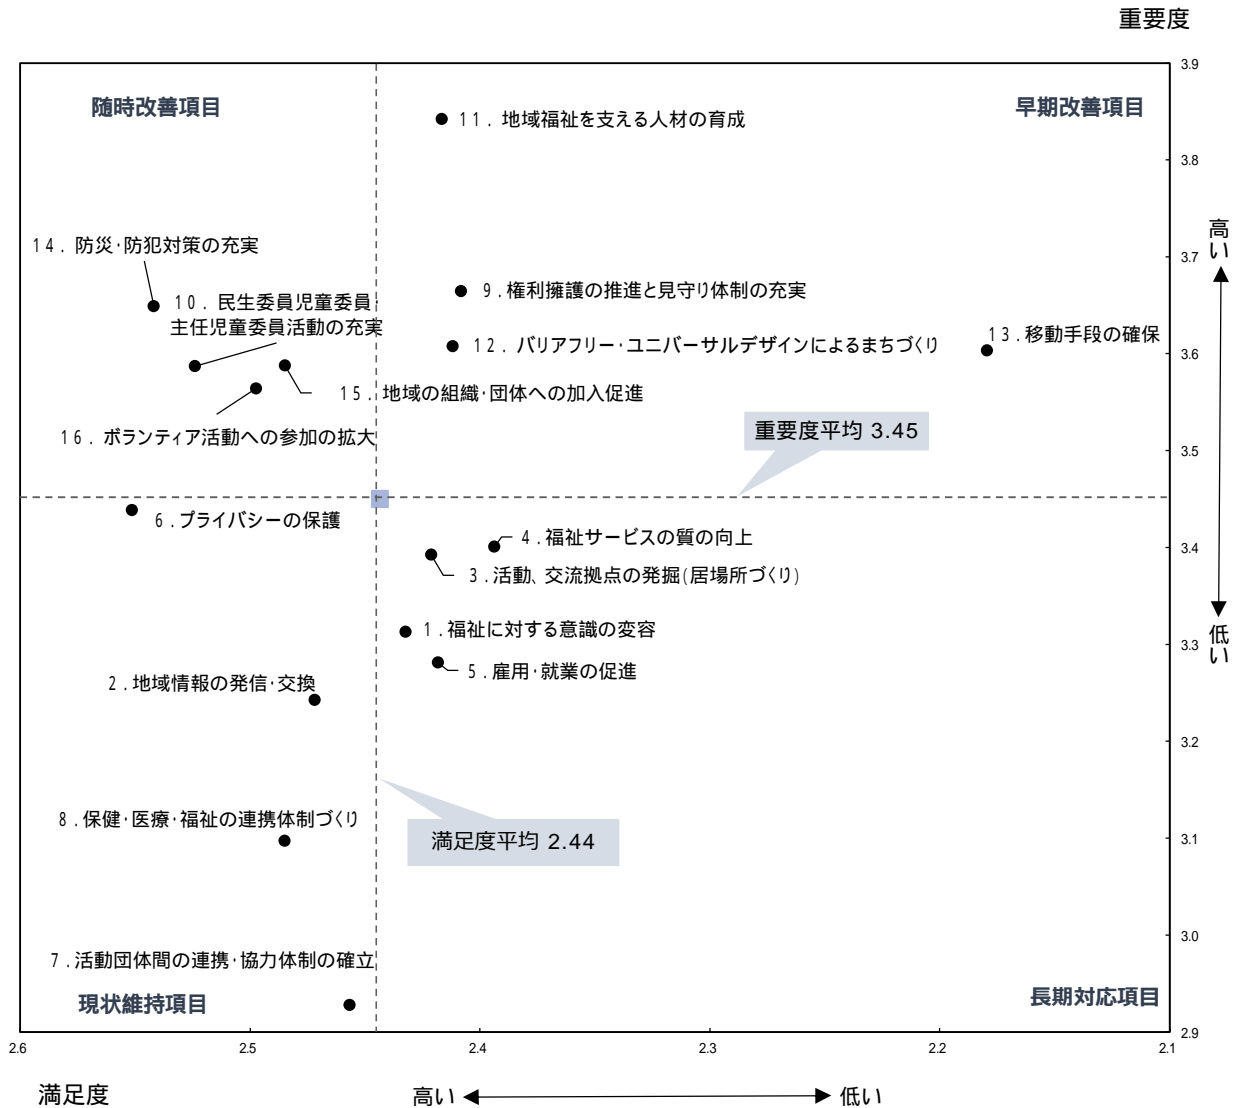 重要度
3.9
随時改善項目
早期改善項目
11. 地域福祉を支える人材の育成
3.8
14. 防災・防犯対策の充実
高い
3.7
10. 民生委員児童委員・
主任児童委員活動の充実
9.権利擁護の推進と見守り体制の充実
13.移動手段の確保
12. バリアフリー・ユニバーサルデザインによるまちづくり
3.6
15. 地域の組織・団体への加入促進
16. ボランティア活動への参加の拡大
重要度平均 3.45
3.5
6.プライバシーの保護
4.福祉サービスの質の向上
3.4
3.活動、交流拠点の発掘(居場所づくり)
1.福祉に対する意識の変容
低い
3.3
5.雇用・就業の促進
2.地域情報の発信・交換
3.2
8.保健・医療・福祉の連携体制づくり
満足度平均 2.44
3.1
7.活動団体間の連携・協力体制の確立
3.0
現状維持項目
長期対応項目
2.9
2.6 2.5 2.4 2.3 2.2 2.1
満足度
高い
低い